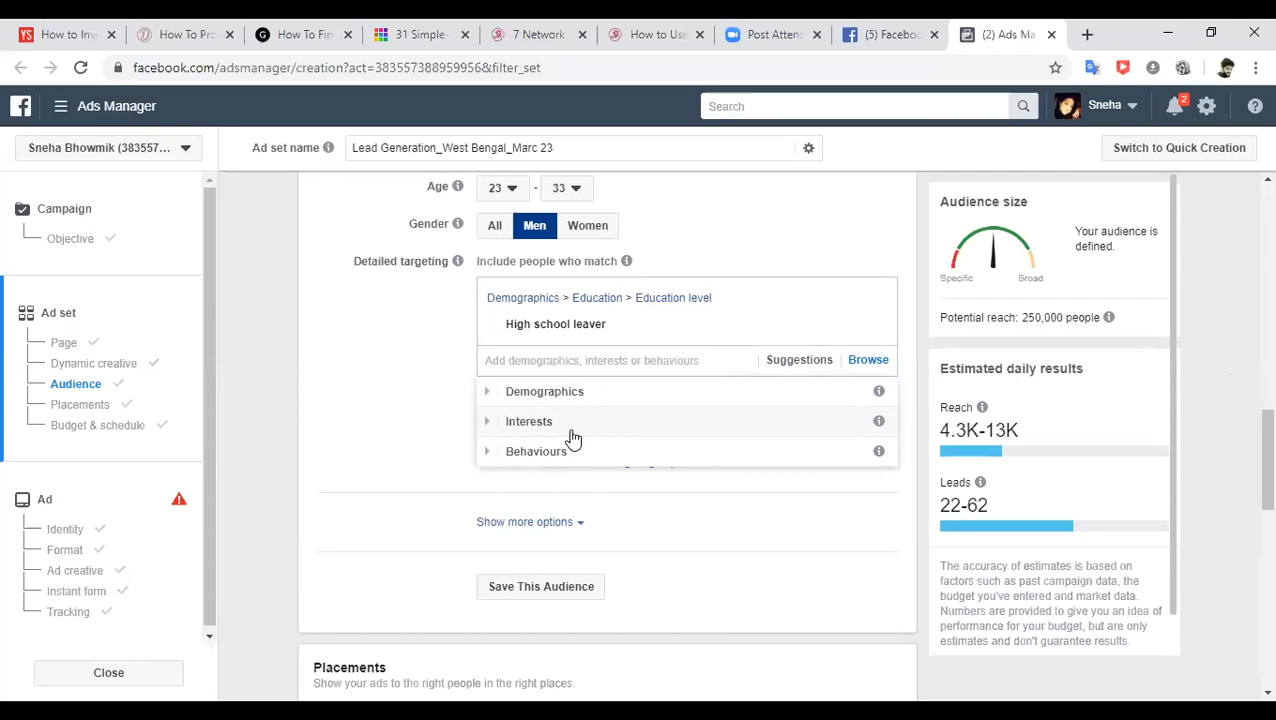 How to Inv
How To Pro
How To Fin
31 Simple-
7 Network
How to Usi
Post Attend
(5) Facebo
(2) Ads Ma
facebook.com/adsmanager/creation?act=383557388959956&filter_set
Ads Manager
Search
Sneha
2
Sneha Bhowmik (383557...
Ad set name
Lead Generation_West Bengal_Marc 23
Switch to Quick Creation
Campaign
Objective
Ad set
Page
Dynamic creative
Audience
Placements
Budget & schedule
Ad
Identity
Format
Ad creative
Instant form
Tracking
Close
Age
23 - 33
Gender
All Men Women
Detailed targeting
Include people who match
Demographics > Education > Education level
High school leaver
Add demographics, interests or behaviours
Suggestions
Browse
Demographics
Interests
Behaviours
Show more options
Save This Audience
Placements
Show your ads to the right people in the right places.
Audience size
Your audience is
defined.
Specific
Broad
Potential reach: 250,000 people
Estimated daily results
Reach
4.3K-13K
Leads
22-62
The accuracy of estimates is based on
factors such as past campaign data, the
budget you've entered and market data.
Numbers are provided to give you an idea of
performance for your budget, but are only
estimates and don't guarantee results.